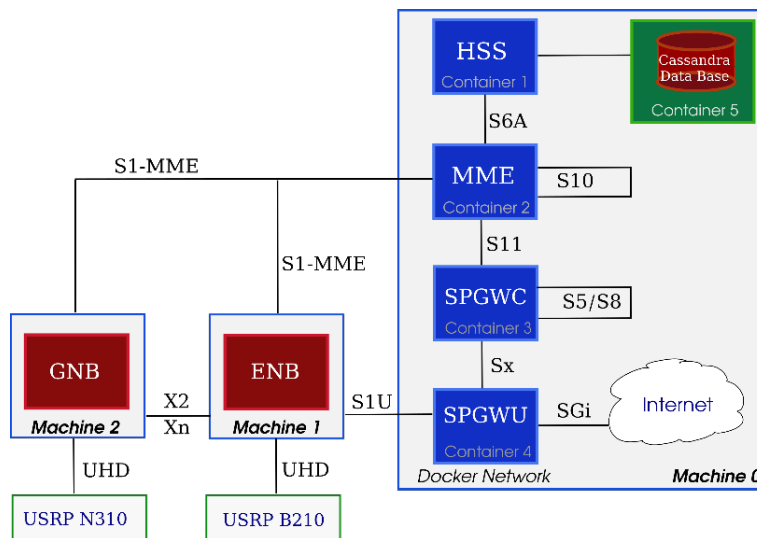 HSS
Container 1
Cassandra
Data Base
Container 5
S6A
S1-MME
MME
Container 2
S10
S11
S1-MME
SPGWC
Container 3
S5/S8
Sx
GNB
Machine 2
X2
Xn
ENB
Machine 1
S1U
SPGWU
Container 4
SGi
Internet
Docker Network
Machine 0
UHD
UHD
USRP N310
USRP B210